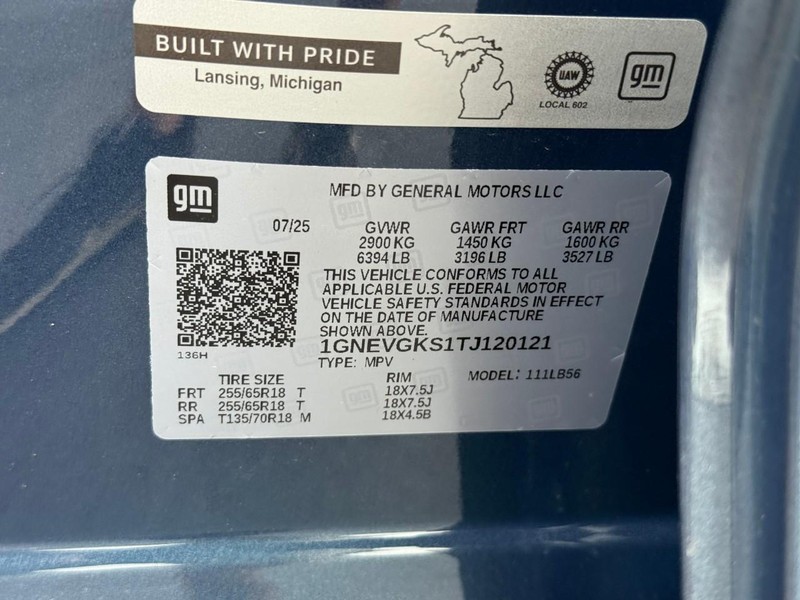 BUILT WITH PRIDE
Lansing, Michigan
UAW
LOCAL 602
gm
gm
MFD BY GENERAL MOTORS LLC
07/25 GVWR GAWR FRT GAWR RR
2900 KG 1450 KG 1600 KG
6394 LB 3196 LB 3527 LB
THIS VEHICLE CONFORMS TO ALL
APPLICABLE U.S. FEDERAL MOTOR
VEHICLE SAFETY STANDARDS IN EFFECT
ON THE DATE OF MANUFACTURE
SHOWN ABOVE.
136H
1GNEVGKS1TJ120121
TYPE: MPV MODEL: 111LB56
TIRE SIZE RIM
FRT 255/65R18 T 18X7.5J
RR 255/65R18 T 18X7.5J
SPA T135/70R18 M 18X4.5B